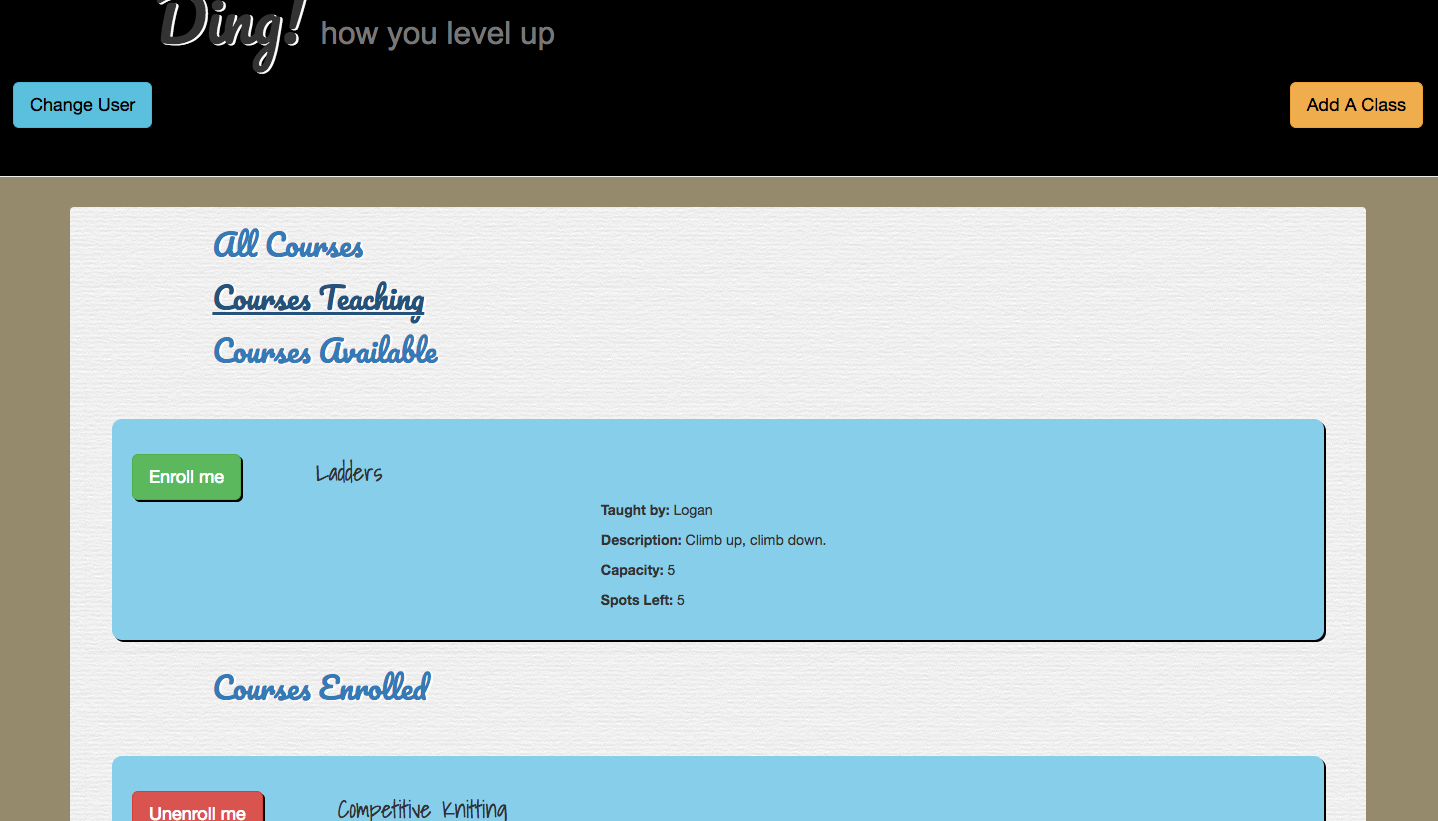 Ding! how you level up
Change User
Add A Class
All Courses
Courses Teaching
Courses Available
Enroll me
Ladders
Taught by: Logan
Description: Climb up, climb down.
Capacity: 5
Spots Left: 5
Courses Enrolled
Unenroll me
Competitive Knitting